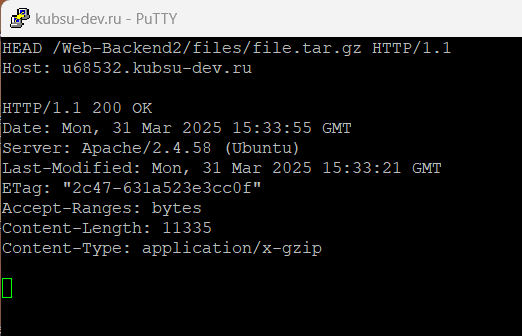 kubsu-dev.ru - PuTTY
HEAD /Web-Backend2/files/file.tar.gz HTTP/1.1
Host: u68532.kubsu-dev.ru
HTTP/1.1 200 OK
Date: Mon, 31 Mar 2025 15:33:55 GMT
Server: Apache/2.4.58 (Ubuntu)
Last-Modified: Mon, 31 Mar 2025 15:33:21 GMT
ETag: "2c47-631a523e3cc0f"
Accept-Ranges: bytes
Content-Length: 11335
Content-Type: application/x-gzip